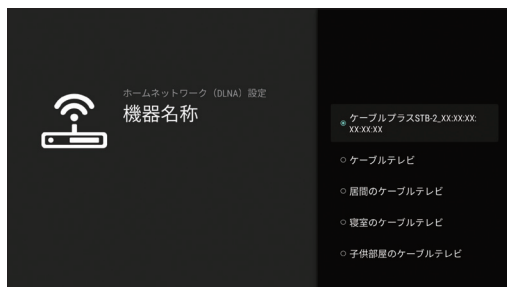 ホームネットワーク（DLNA）設定
機器名称
ケーブルプラスSTB-2_XX:XX:XX:
XX:XX:XX
ケーブルテレビ
居間のケーブルテレビ
寝室のケーブルテレビ
子供部屋のケーブルテレビ